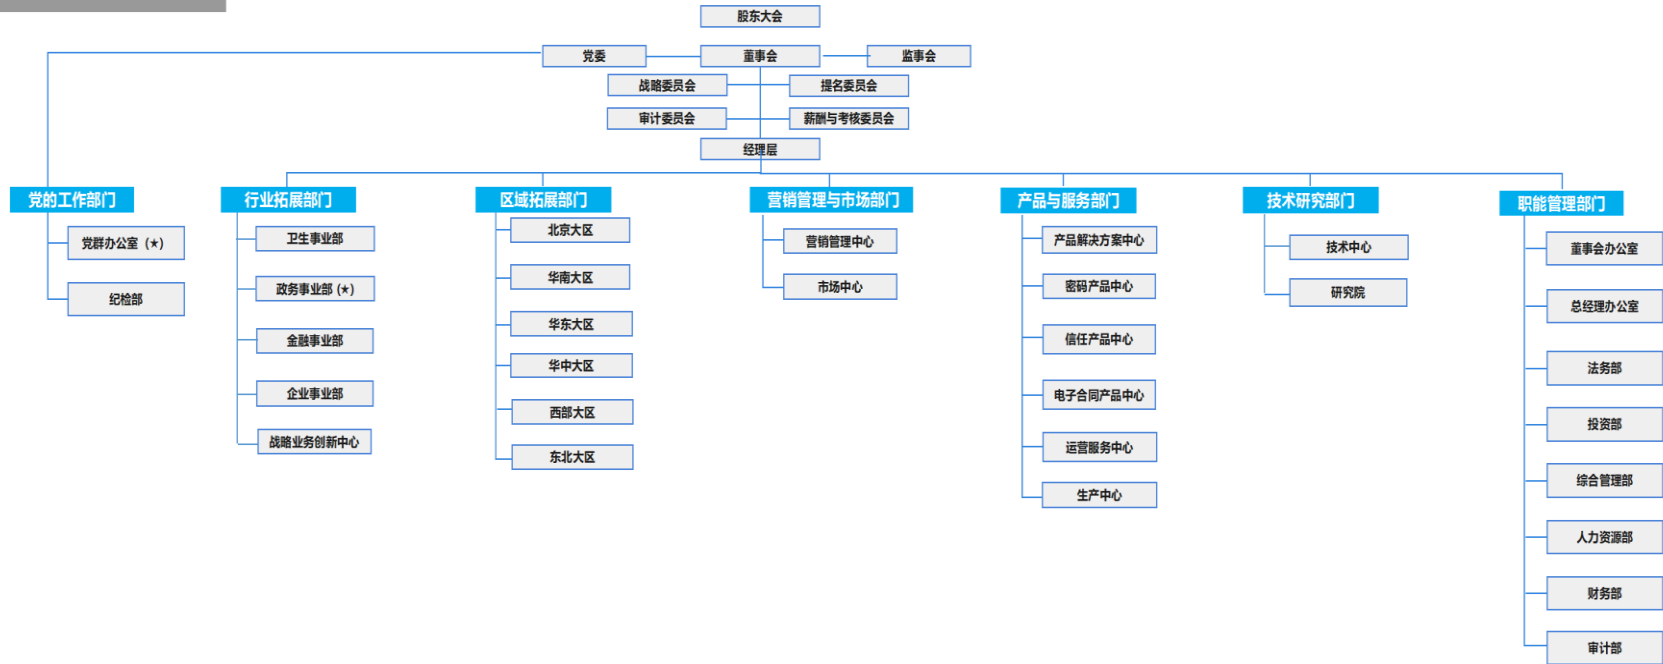 股东大会
党委
董事会
监事会
战略委员会
提名委员会
审计委员会
薪酬与考核委员会
经理层
党的工作部门
党群办公室（★）
纪检部
行业拓展部门
卫生事业部
政务事业部（★）
金融事业部
企业事业部
战略业务创新中心
区域拓展部门
北京大区
华南大区
华东大区
华中大区
西部大区
东北大区
营销管理与市场部门
营销管理中心
市场中心
产品与服务部门
产品解决方案中心
密码产品中心
信任产品中心
电子合同产品中心
运营服务中心
生产中心
技术研究部门
技术中心
研究院
职能管理部门
董事会办公室
总经理办公室
法务部
投资部
综合管理部
人力资源部
财务部
审计部